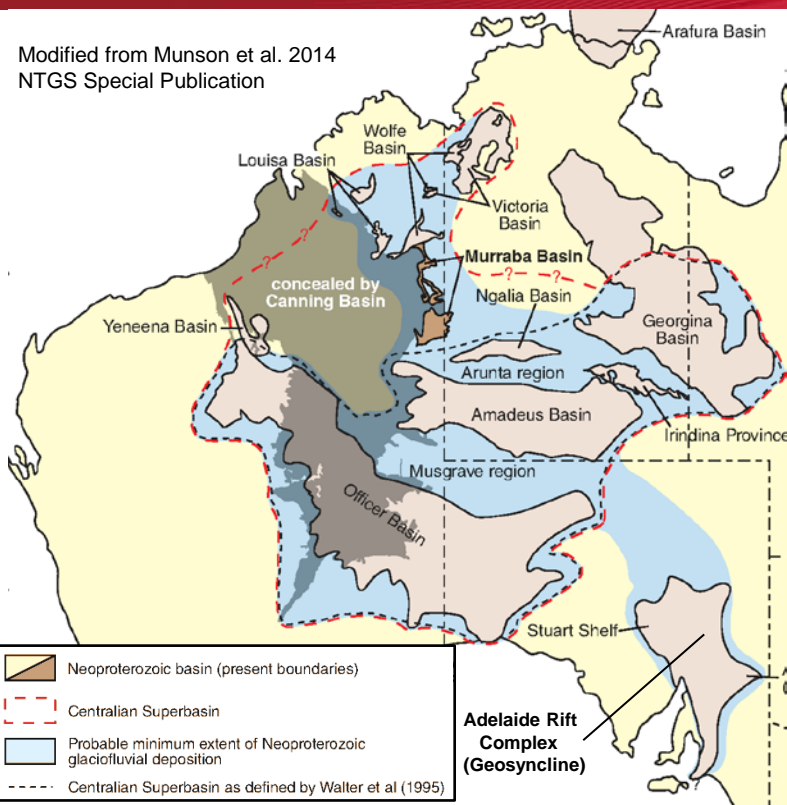 Modified from Munson et al. 2014
NTGS Special Publication
Arafura Basin
Wolfe
Basin
Louisa Basin
Victoria
Basin
Murraba Basin
? ?
? ?
concealed by
Canning Basin
Ngalia Basin
Yeneena Basin
Georgina
Basin
Arunta region
Amadeus Basin
Irindina Province
Musgrave region
Officer Basin
Stuart Shelf
Adelaide Rift
Complex
(Geosyncline)
Neoproterozoic basin (present boundaries)
Centralian Superbasin
Probable minimum extent of Neoproterozoic
glaciofluvial deposition
Centralian Superbasin as defined by Walter et al (1995)